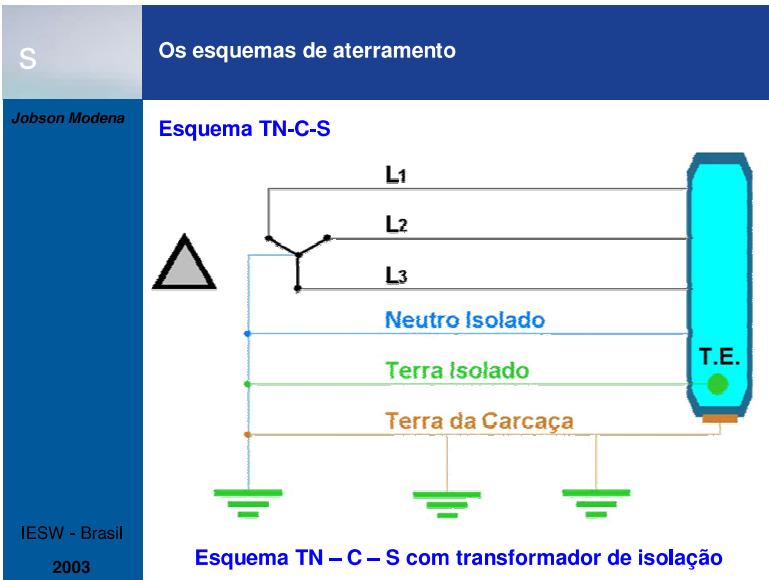 S
Os esquemas de aterramento
Jobson Modena
Esquema TN-C-S
L1
L2
L3
Neutro Isolado
Terra Isolado
T.E.
Terra da Carcaça
IESW - Brasil
2003
Esquema TN – C – S com transformador de isolação